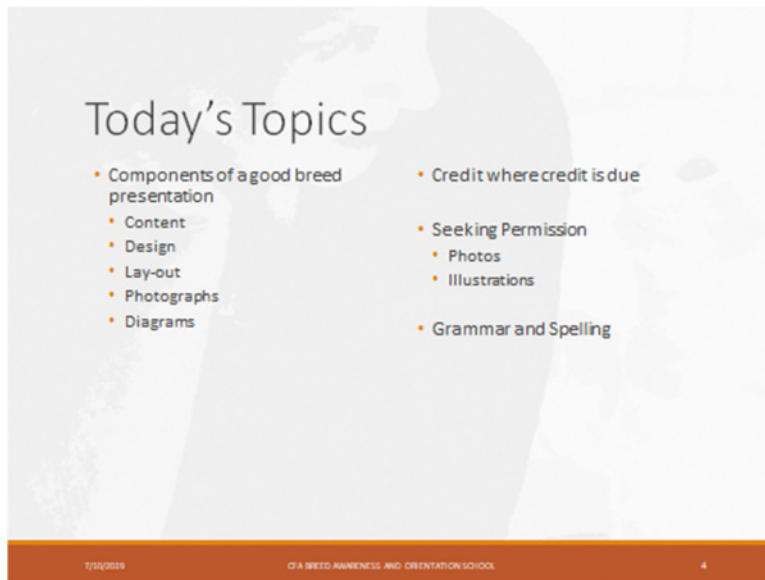 Today's Topics
• Components of a good breed
presentation
• Content
• Design
• Lay-out
• Photographs
• Diagrams
• Credit where credit is due
• Seeking Permission
• Photos
• Illustrations
• Grammar and Spelling
7/10/2019
CFA BREED AWARENESS AND ORIENTATION SCHOOL
4